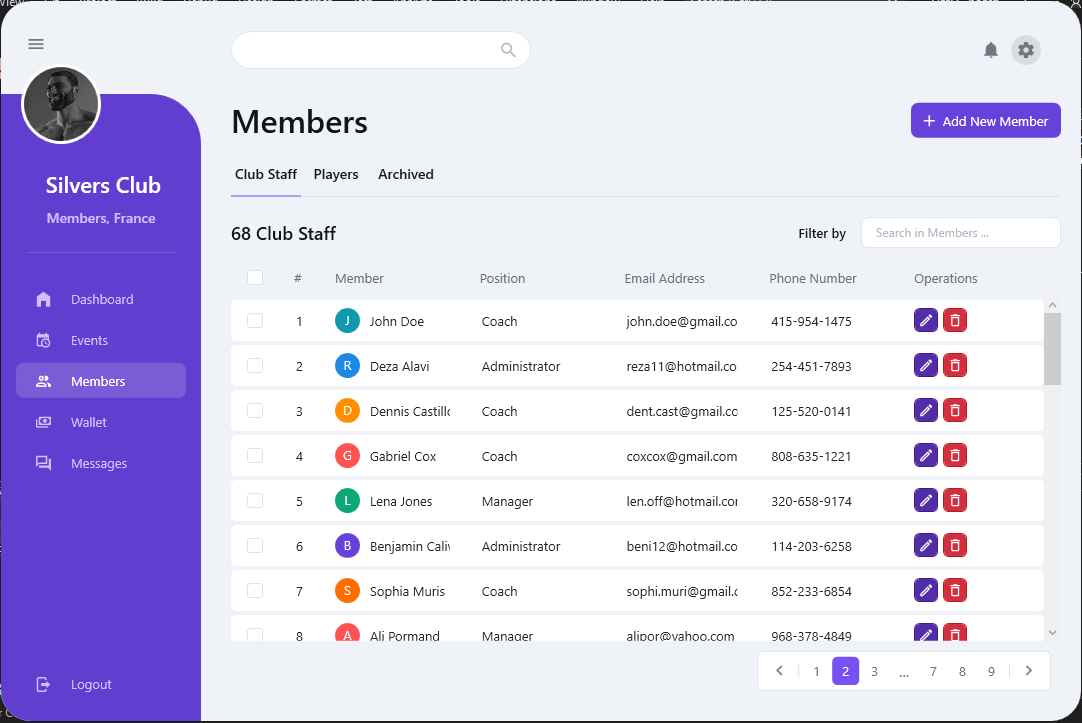 Members
+ Add New Member
Silvers Club
Members, France
Dashboard
Events
Members
Wallet
Messages
Logout
Club Staff Players Archived
68 Club Staff
Filter by Search in Members ...
# Member Position Email Address Phone Number Operations
1 J John Doe Coach john.doe@gmail.co 415-954-1475
2 R Deza Alavi Administrator reza11@hotmail.co 254-451-7893
3 D Dennis Castillo Coach dent.cast@gmail.co 125-520-0141
4 G Gabriel Cox Coach coxcox@gmail.com 808-635-1221
5 L Lena Jones Manager len.off@hotmail.com 320-658-9174
6 B Benjamin Cali Administrator beni12@hotmail.co 114-203-6258
7 S Sophia Muris Coach sophi.muri@gmail.c 852-233-6854
8 A Ali Pormand Manager alipor@yahoo.com 968-378-4849
1 2 3 ... 7 8 9